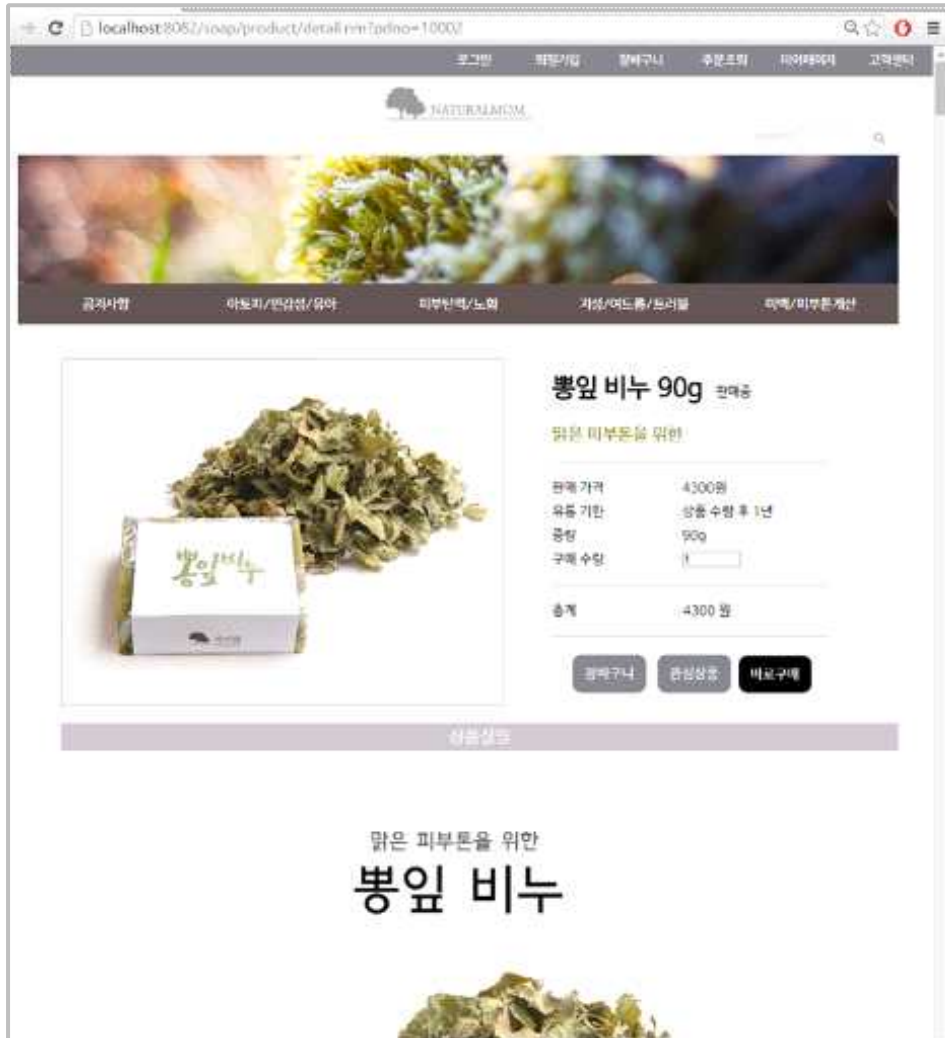 localhost:8082/soap/product/detail.nm?pdno=10002
로그인 회원가입 장바구니 주문조회 마이페이지 고객센터
NATURALMOM
공지사항 아토피/민감성/유아 피부탄력/노화 지성/여드름/트러블 미백/피부톤개선
뽕잎 비누 90g 판매중
맑은 피부톤을 위한
판매 가격 4300원
유통 기한 상품 수령 후 1년
중량 90g
구매 수량 1
총계 4300 원
장바구니 관심상품 바로구매
뽕잎비누
상품설명
맑은 피부톤을 위한
뽕잎 비누